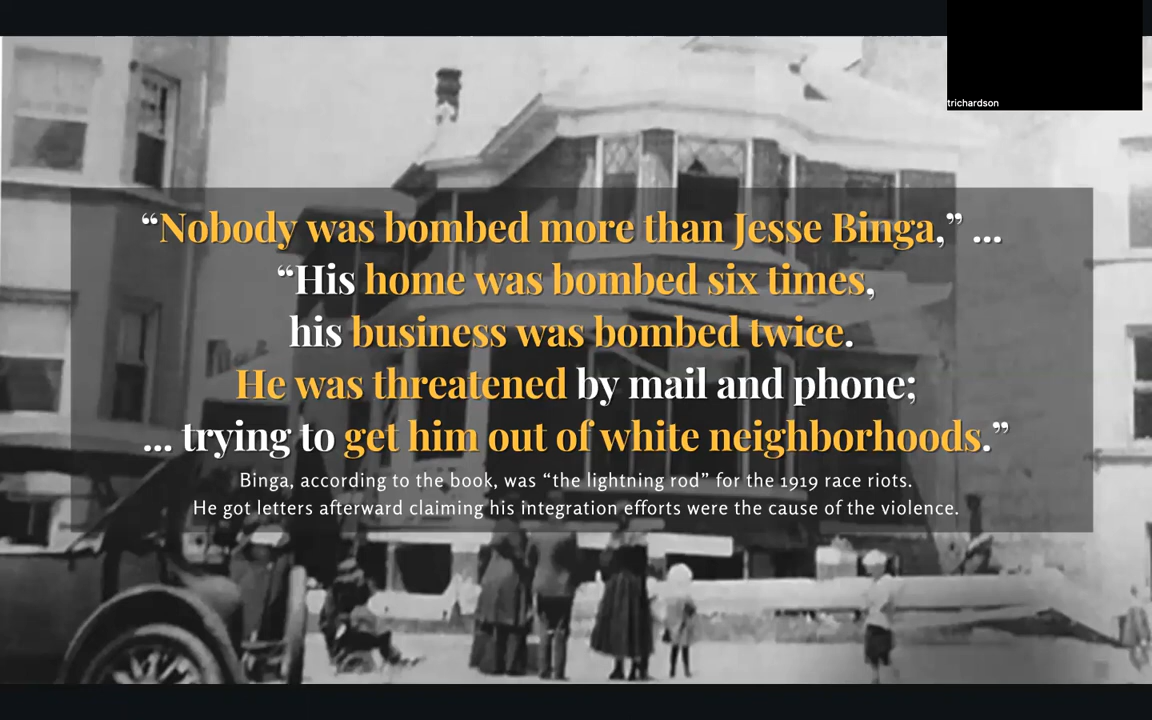 trichardson
“Nobody was bombed more than Jesse Binga,” ...
“His home was bombed six times,
his business was bombed twice.
He was threatened by mail and phone;
... trying to get him out of white neighborhoods.”
Binga, according to the book, was “the lightning rod” for the 1919 race riots.
He got letters afterward claiming his integration efforts were the cause of the violence.